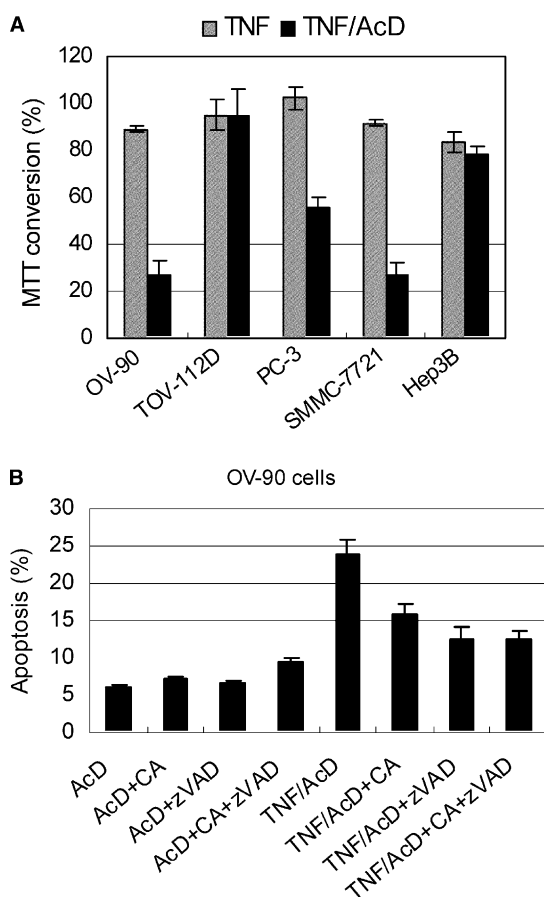 A
TNF
TNF/AcD
MTT conversion (%)
120
100
80
60
40
20
0
OV-90
TOV-112D
PC-3
SMMC-7721
Hep3B
B
OV-90 cells
Apoptosis (%)
30
25
20
15
10
5
0
AcD
AcD+CA
AcD+zVAD
AcD+CA+zVAD
TNF/AcD
TNF/AcD+CA
TNF/AcD+zVAD
TNF/AcD+CA+zVAD